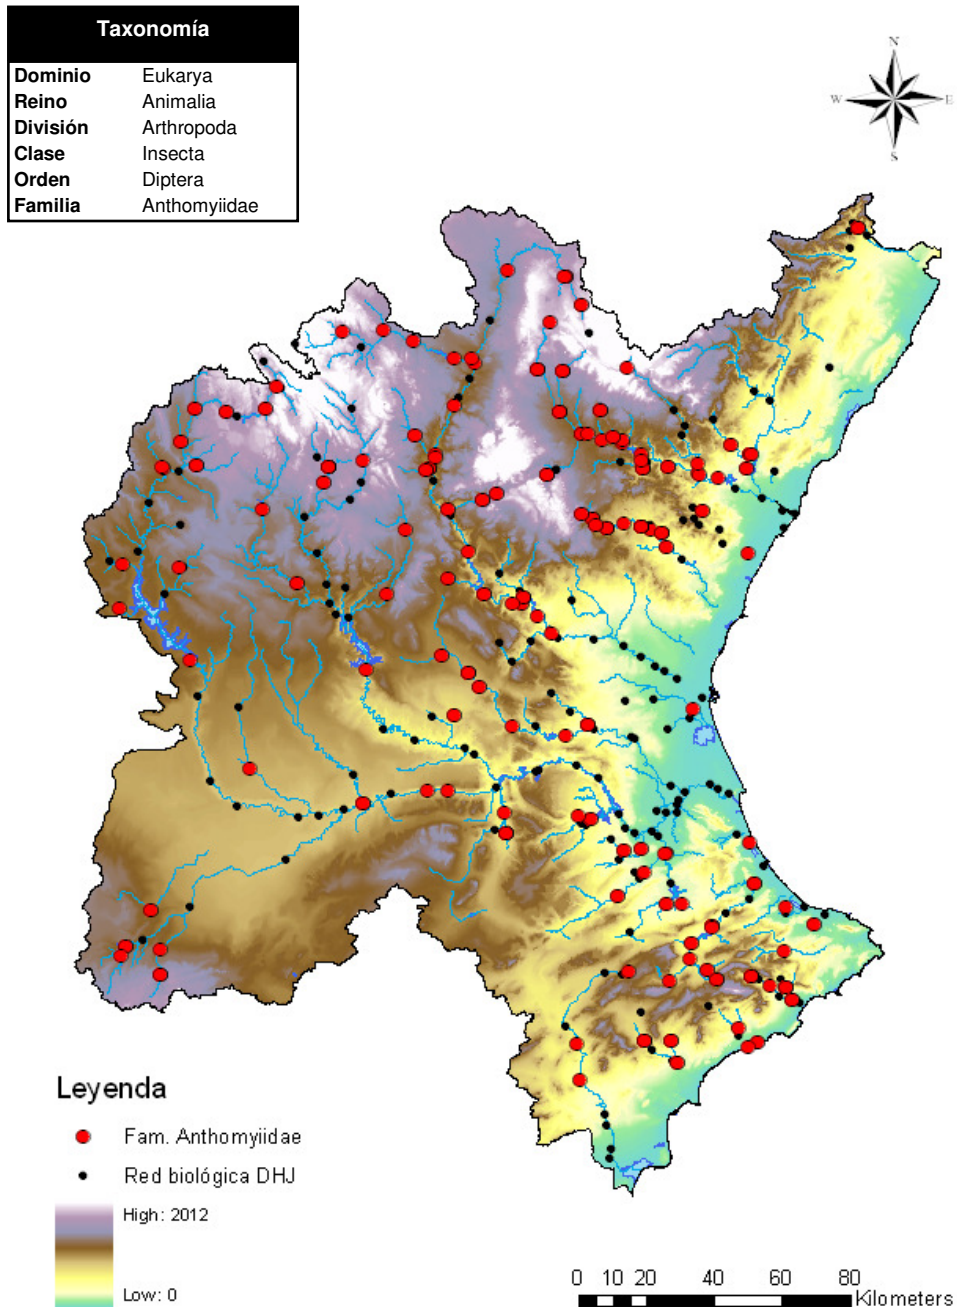 Taxonomía
Dominio Eukarya
Reino Animalia
División Arthropoda
Clase Insecta
Orden Diptera
Familia Anthomyiidae
N
W E
S
Leyenda
Fam. Anthomyiidae
Red biológica DHJ
High: 2012
Low: 0
0 10 20 40 60 80
Kilometers